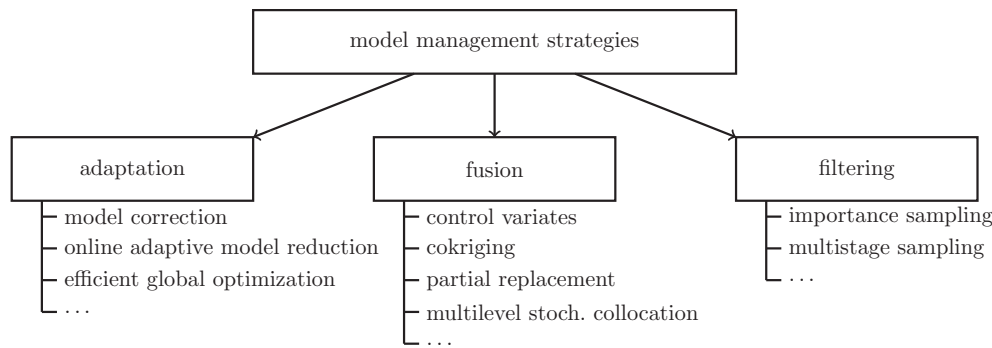 model management strategies
adaptation
model correction
online adaptive model reduction
efficient global optimization
...
fusion
control variates
cokriging
partial replacement
multilevel stoch. collocation
...
filtering
importance sampling
multistage sampling
...